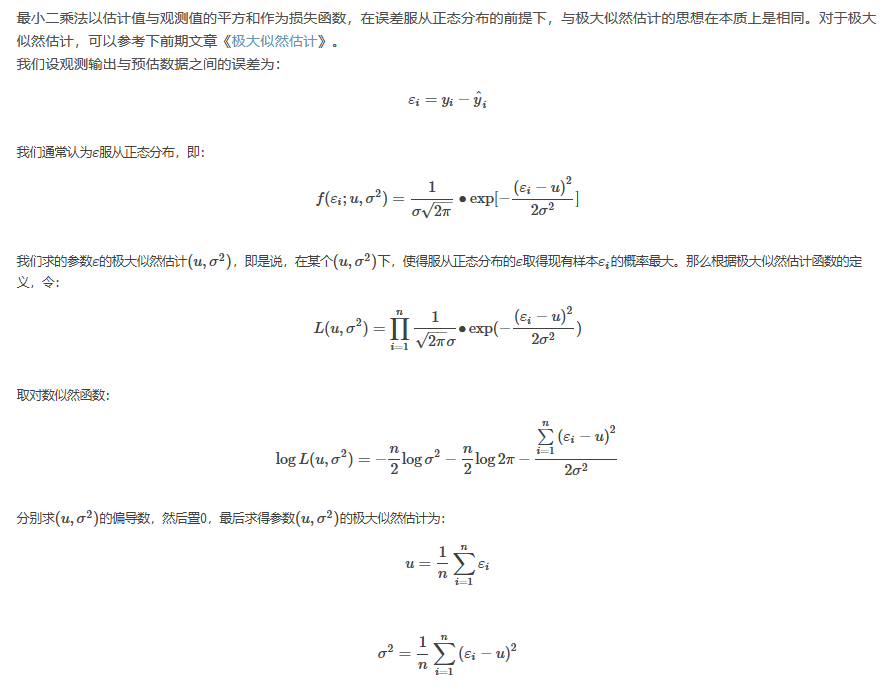 最小二乘法以估计值与观测值的平方和作为损失函数，在误差服从正态分布的前提下，与极大似然估计的思想在本质上是相同。对于极大
似然估计，可以参考下前期文章《极大似然估计》。
我们设观测输出与预估数据之间的误差为：
εᵢ = yᵢ − ŷᵢ
我们通常认为ε服从正态分布，即：
f(εᵢ; u, σ²) = 1/(σ√(2π)) • exp[−(εᵢ − u)²/(2σ²)]
我们求的参数ε的极大似然估计(u, σ²)，即是说，在某个(u, σ²)下，使得服从正态分布的ε取得现有样本εᵢ的概率最大。那么根据极大似然估计函数的定
义，令：
L(u, σ²) = ∏ᵢ₌₁ⁿ 1/(√(2π)σ) • exp(−(εᵢ − u)²/(2σ²))
取对数似然函数：
log L(u, σ²) = −n/2 log σ² − n/2 log 2π − ∑ᵢ₌₁ⁿ(εᵢ − u)²/(2σ²)
分别求(u, σ²)的偏导数，然后置0，最后求得参数(u, σ²)的极大似然估计为：
u = 1/n ∑ᵢ₌₁ⁿ εᵢ
σ² = 1/n ∑ᵢ₌₁ⁿ (εᵢ − u)²